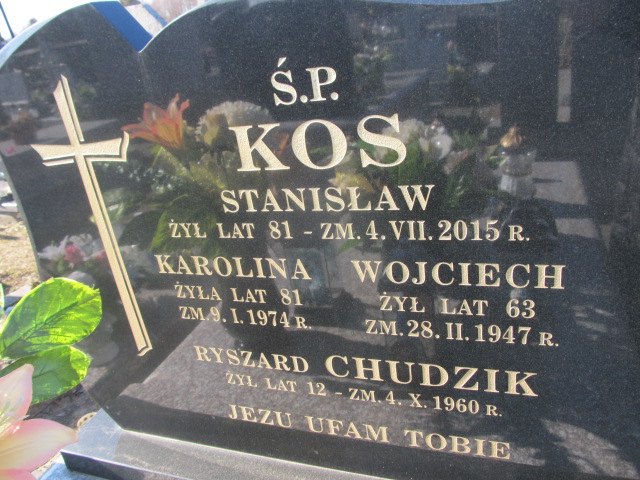 Ś.P.
KOS
STANISŁAW
ŻYŁ LAT 81 - ZM. 4. VII. 2015 R.
KAROLINA WOJCIECH
ŻYŁA LAT 81 ŻYŁ LAT 63
ZM. 9. I. 1974 R. ZM. 28. II. 1947 R.
RYSZARD CHUDZIK
ŻYŁ LAT 12 - ZM. 4. X. 1960 R.
JEZU UFAM TOBIE